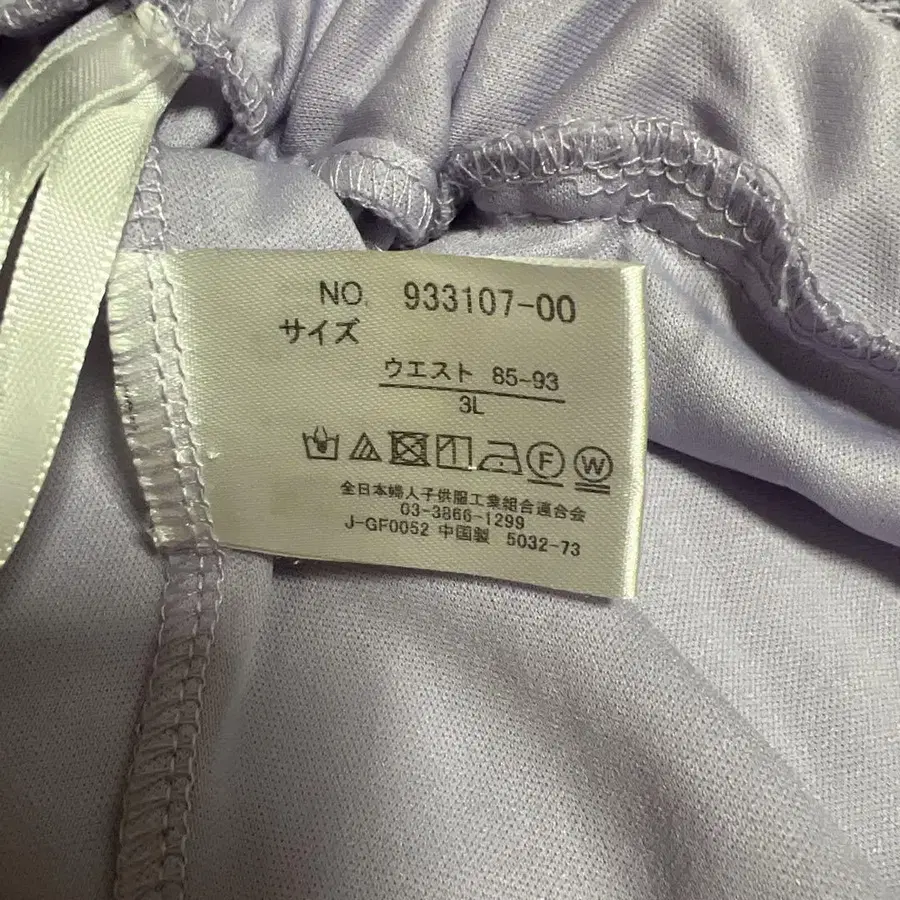 NO. 933107-00
サイズ
ウエスト 85-93
3L
F W
全日本婦人子供服工業組合連合会
03-3866-1299
J-GF0052 中国製 5032-73